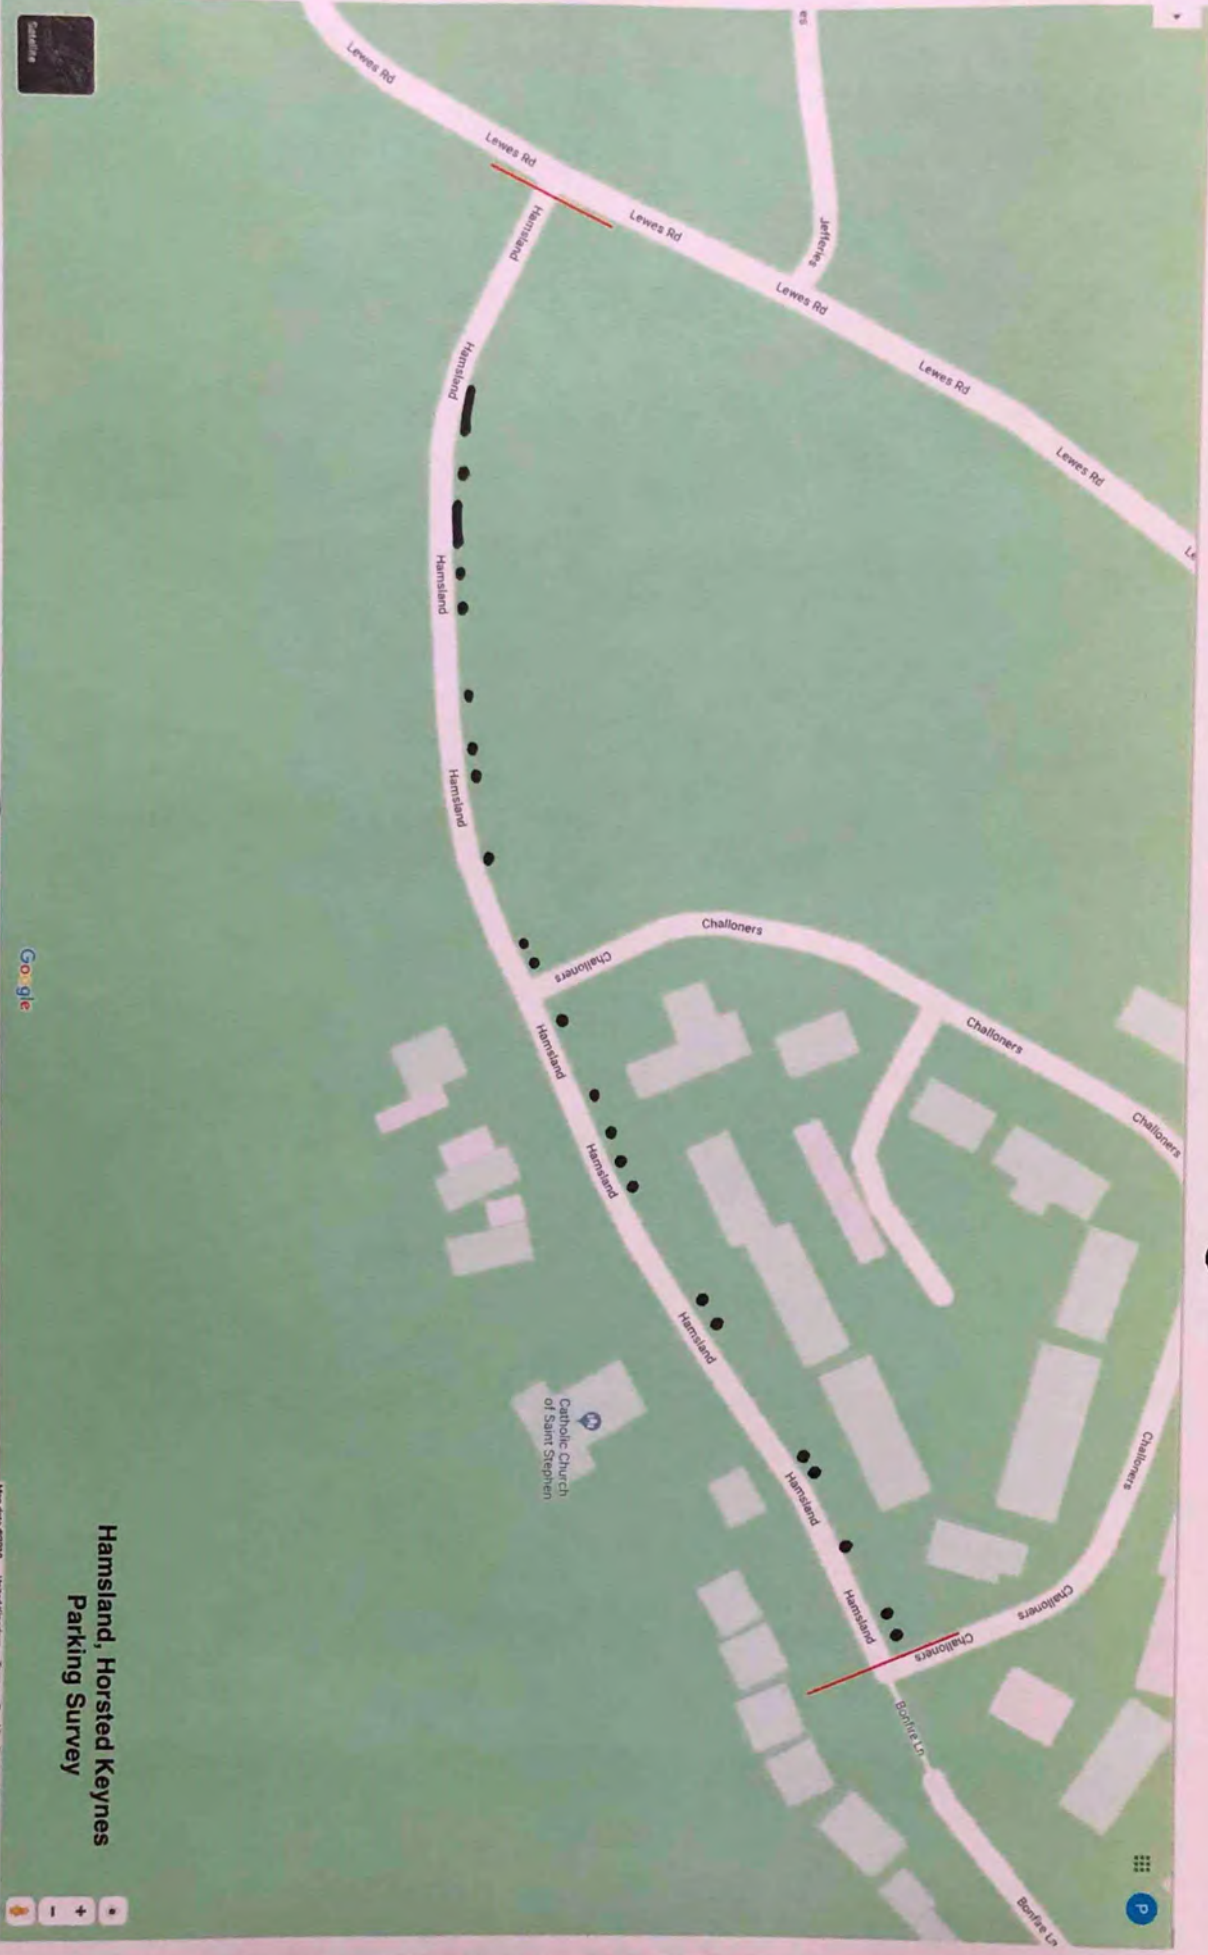 Satellite
Lewes Rd
Lewes Rd
Lewes Rd
Lewes Rd
Lewes Rd
Lewes Rd
Jefferies
Hamsland
Hamsland
Hamsland
Hamsland
Hamsland
Hamsland
Hamsland
Hamsland
Hamsland
Challoners
Challoners
Challoners
Challoners
Challoners
Challoners
Challoners
Catholic Church
of Saint Stephen
Bonfire Ln
Bonfire Ln
P
Google
Hamsland, Horsted Keynes
Parking Survey